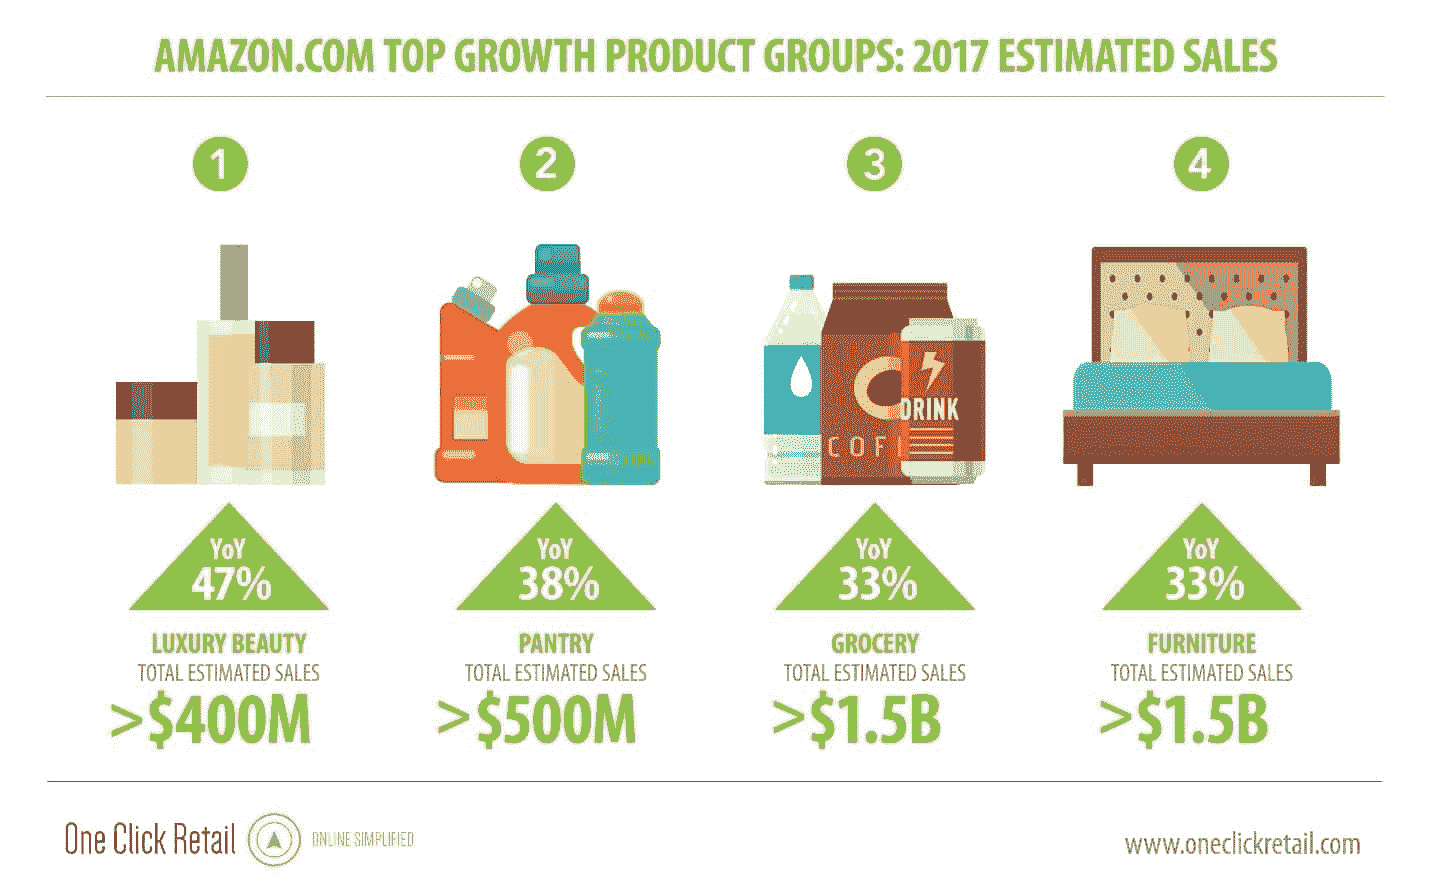 AMAZON.COM TOP GROWTH PRODUCT GROUPS: 2017 ESTIMATED SALES
1
2
3
4
C
COF
DRINK
YoY
47%
LUXURY BEAUTY
TOTAL ESTIMATED SALES
>$400M
YoY
38%
PANTRY
TOTAL ESTIMATED SALES
>$500M
YoY
33%
GROCERY
TOTAL ESTIMATED SALES
>$1.5B
YoY
33%
FURNITURE
TOTAL ESTIMATED SALES
>$1.5B
One Click Retail
ONLINE SIMPLIFIED
www.oneclickretail.com